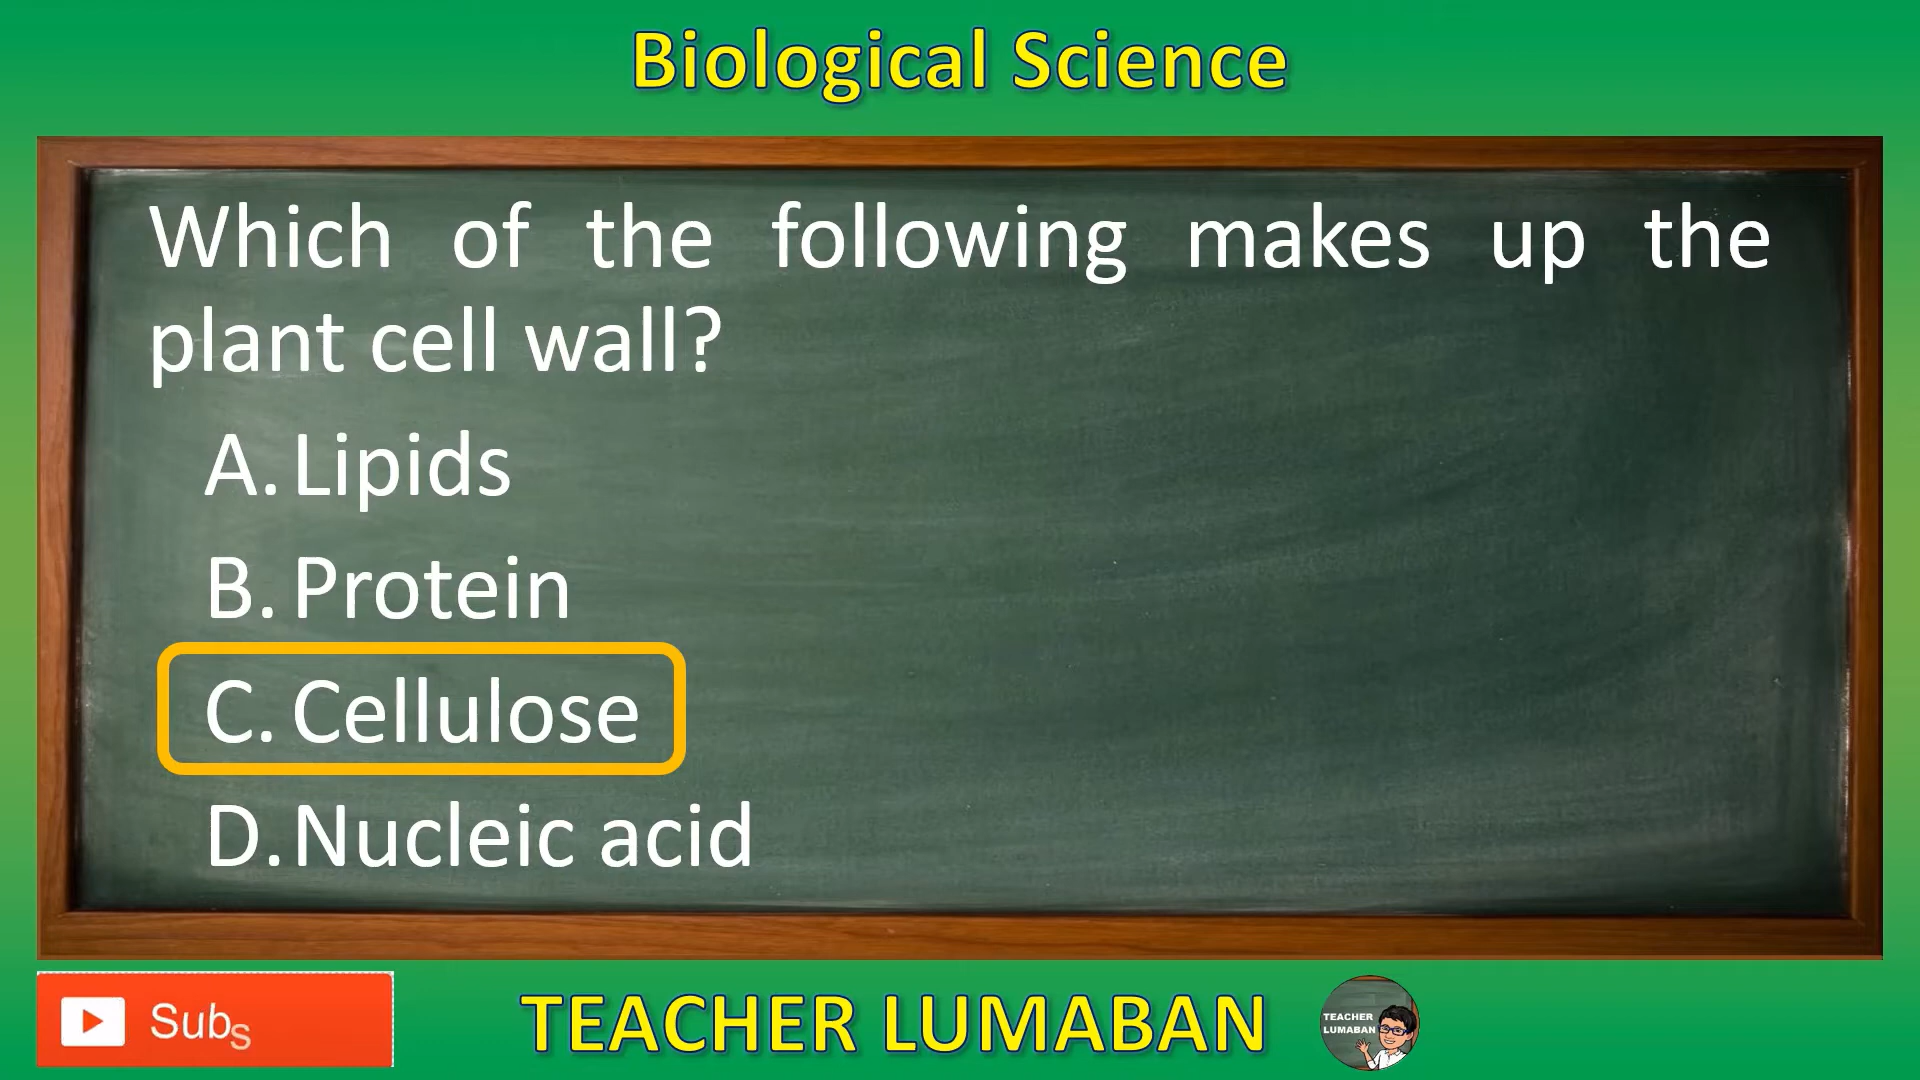 Biological Science
Which of the following makes up the
plant cell wall?
A. Lipids
B. Protein
C. Cellulose
D. Nucleic acid
Subs
TEACHER LUMABAN
TEACHER
LUMABAN